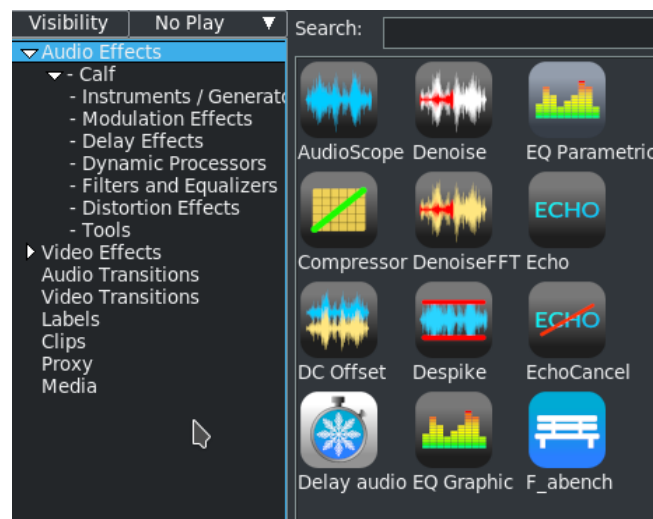 Visibility
No Play
Search:
Audio Effects
- Calf
- Instruments / Generato
- Modulation Effects
- Delay Effects
- Dynamic Processors
- Filters and Equalizers
- Distortion Effects
- Tools
Video Effects
Audio Transitions
Video Transitions
Labels
Clips
Proxy
Media
AudioScope
Denoise
EQ Parametric
Compressor
DenoiseFFT
ECHO
Echo
DC Offset
Despike
ECHO
EchoCancel
Delay audio
EQ Graphic
F_abench